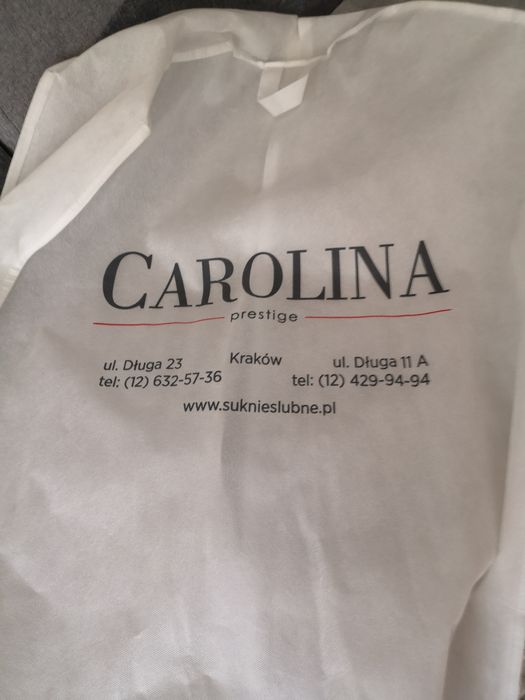 CAROLINA
prestige
ul. Długa 23 Kraków ul. Długa 11 A
tel: (12) 632-57-36 tel: (12) 429-94-94
www.suknieslubne.pl